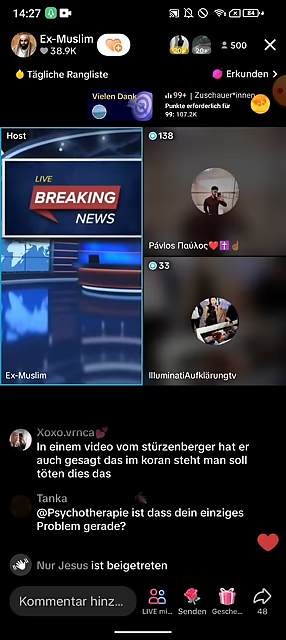 14:27
Ex-Muslim
38.9K
20+
500
Tägliche Rangliste
Erkunden >
Vielen Dank
99+ | Zuschauer*innen
Punkte erforderlich für
99: 107.2K
Host
LIVE
BREAKING
NEWS
Ex-Muslim
138
Pávlos Παύλος❤️✝️☝️
33
IlluminatiAufklärungtv
Xoxo.vrnca💕
In einem video vom stürzenberger hat er
auch gesagt das im koran steht man soll
töten dies das
Tanka
@Psychotherapie ist dass dein einziges
Problem gerade?
Nur Jesus ist beigetreten
Kommentar hinz...
LIVE mi...
Senden
Gesche...
48